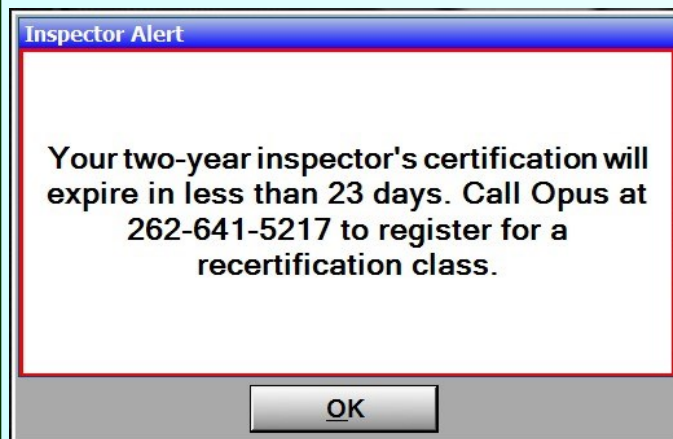 Inspector Alert
Your two-year inspector's certification will
expire in less than 23 days. Call Opus at
262-641-5217 to register for a
recertification class.
OK